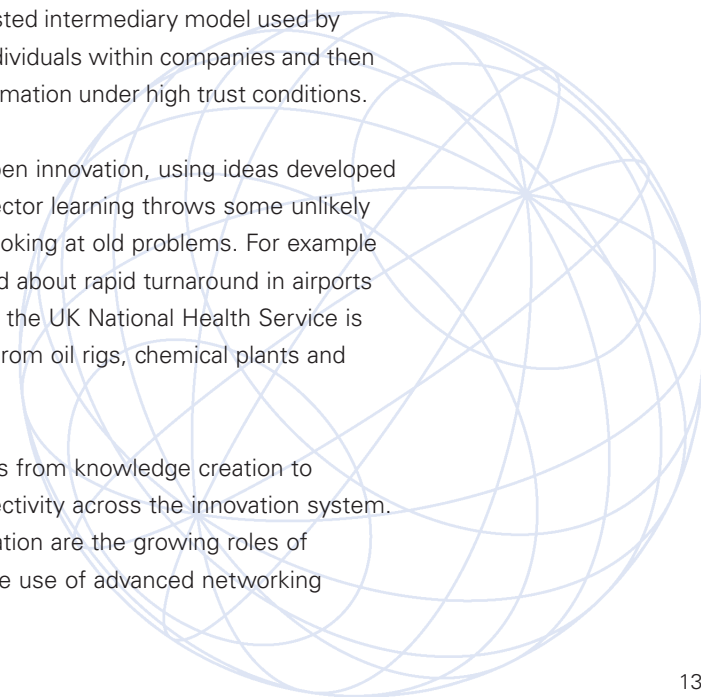 sted intermediary model used by
dividuals within companies and then
rmation under high trust conditions.
pen innovation, using ideas developed
ector learning throws some unlikely
oking at old problems. For example
d about rapid turnaround in airports
the UK National Health Service is
rom oil rigs, chemical plants and
s from knowledge creation to
ectivity across the innovation system.
ation are the growing roles of
e use of advanced networking
13